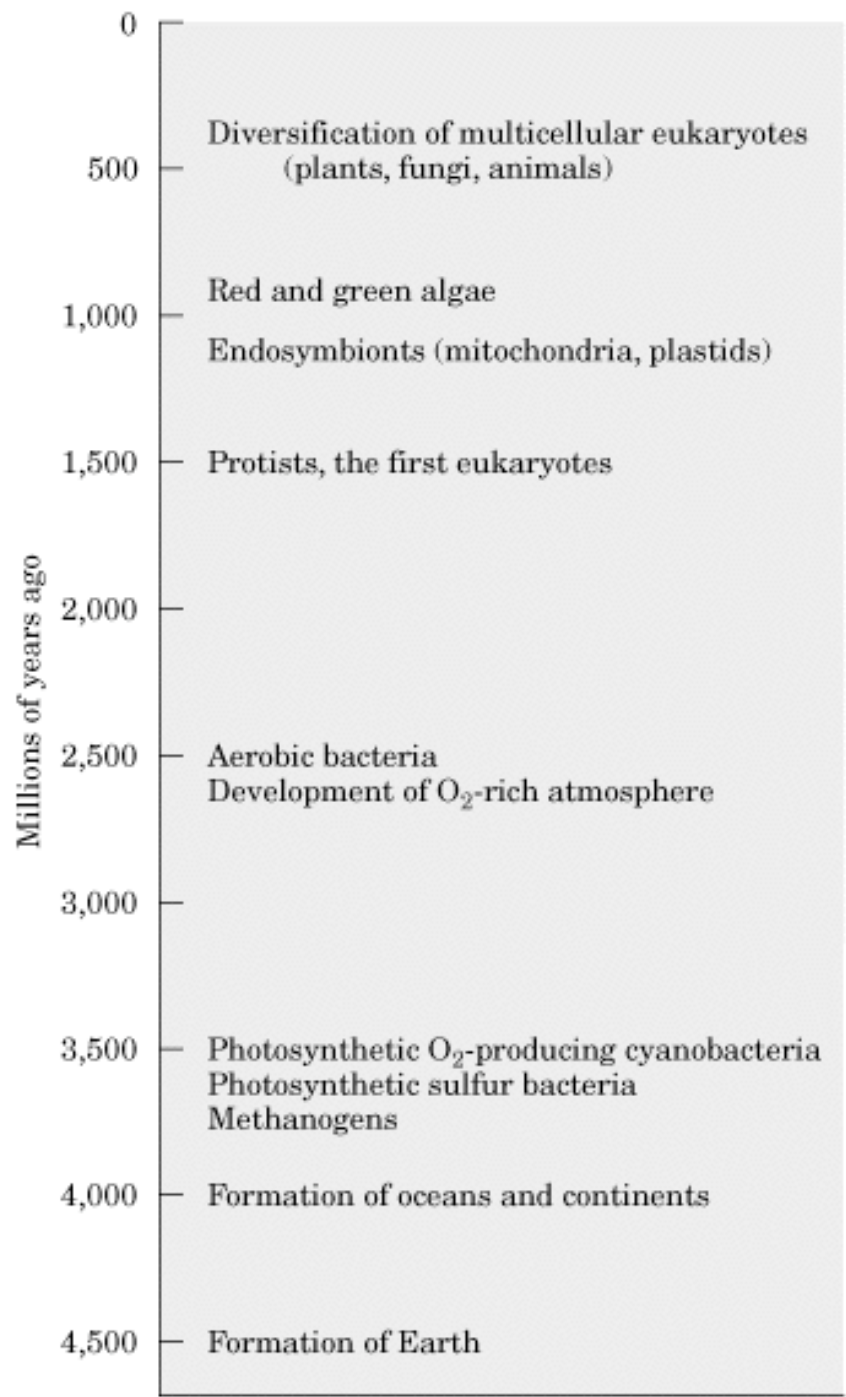 0
Diversification of multicellular eukaryotes
500
(plants, fungi, animals)
Red and green algae
1,000
Endosymbionts (mitochondria, plastids)
1,500
Protists, the first eukaryotes
2,000
Millions of years ago
2,500
Aerobic bacteria
Development of O₂-rich atmosphere
3,000
3,500
Photosynthetic O₂-producing cyanobacteria
Photosynthetic sulfur bacteria
Methanogens
4,000
Formation of oceans and continents
4,500
Formation of Earth